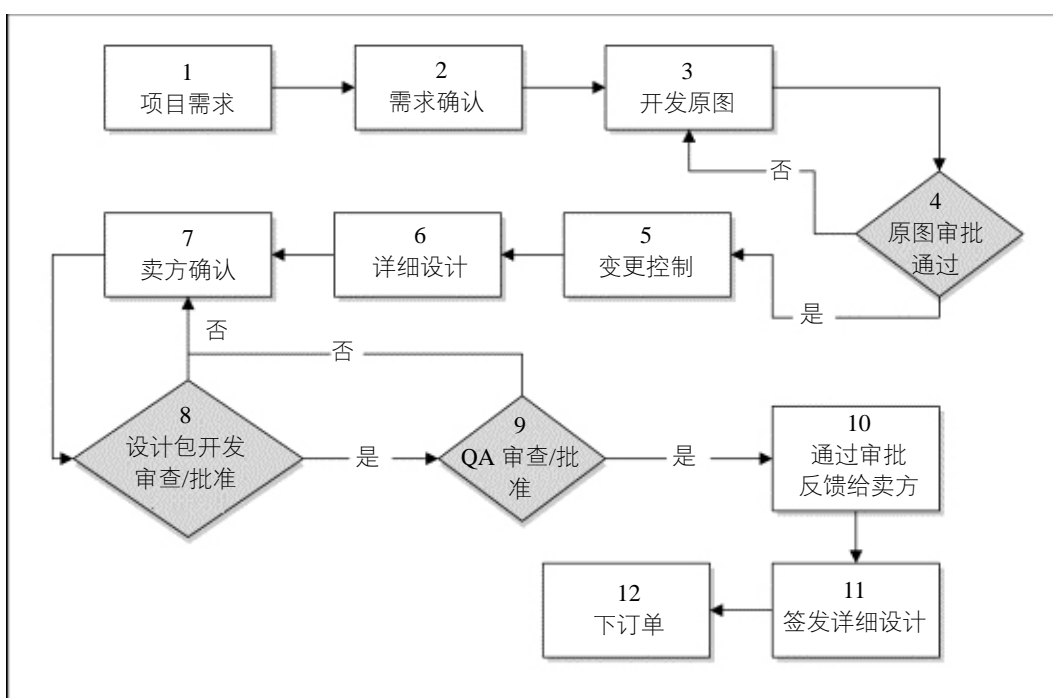 1
项目需求
2
需求确认
3
开发原图
否
4
原图审批
通过
7
卖方确认
6
详细设计
5
变更控制
是
否
否
8
设计包开发
审查/批准
是
9
QA 审查/批
准
是
10
通过审批
反馈给卖方
12
下订单
11
签发详细设计